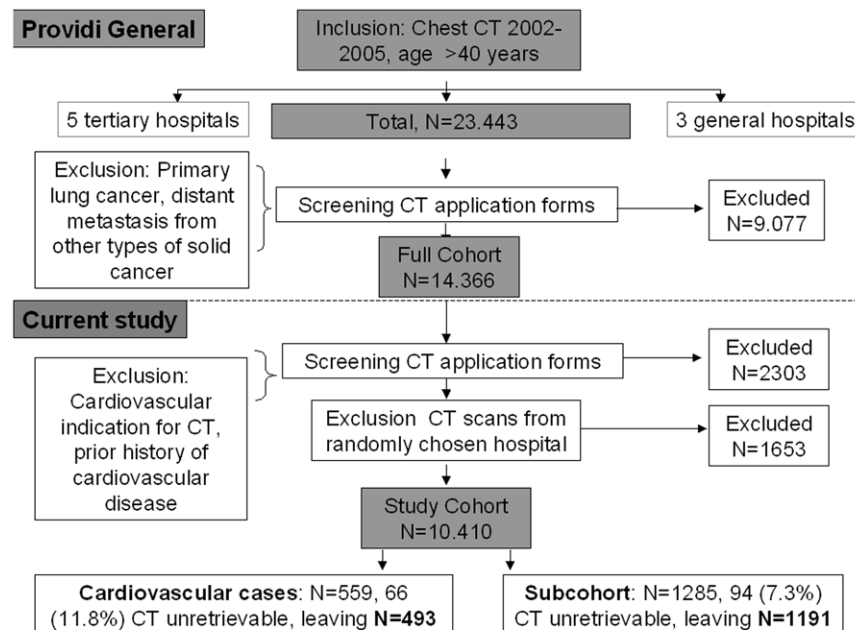 Providi General
Inclusion: Chest CT 2002-
2005, age >40 years
5 tertiary hospitals
Total, N=23.443
3 general hospitals
Exclusion: Primary
lung cancer, distant
metastasis from
other types of solid
cancer
Screening CT application forms
Excluded
N=9.077
Full Cohort
N=14.366
Current study
Exclusion:
Cardiovascular
indication for CT,
prior history of
cardiovascular
disease
Screening CT application forms
Excluded
N=2303
Exclusion CT scans from
randomly chosen hospital
Excluded
N=1653
Study Cohort
N=10.410
Cardiovascular cases: N=559, 66
(11.8%) CT unretrievable, leaving N=493
Subcohort: N=1285, 94 (7.3%)
CT unretrievable, leaving N=1191